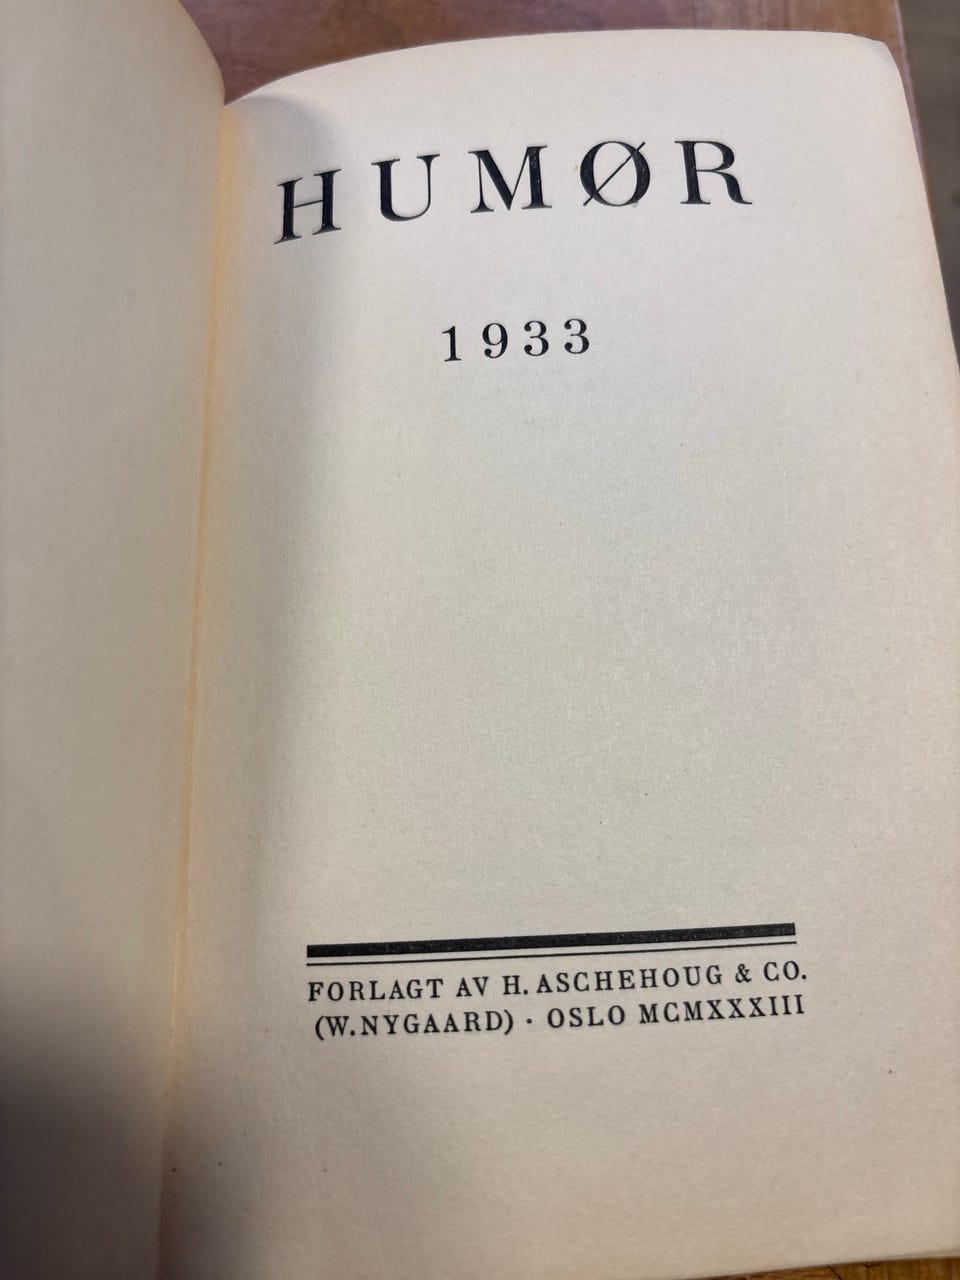 HUMØR
1933
FORLAGT AV H. ASCHEHOUG & CO.
(W. NYGAARD) · OSLO MCMXXXIII